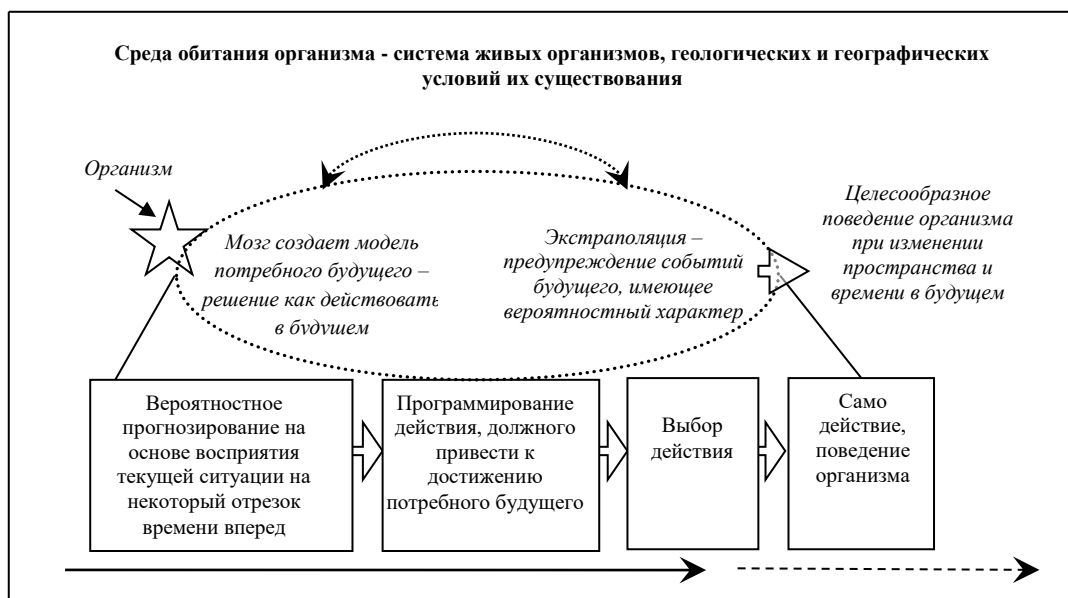 Среда обитания организма - система живых организмов, геологических и географических
условий их существования
Организм
Мозг создает модель
потребного будущего –
решение как действовать
в будушем
Экстраполяция –
предупреждение событий
будущего, имеющее
вероятностный характер
Целесообразное
поведение организма
при изменении
пространства и
времени в будущем
Вероятностное
прогнозирование на
основе восприятия
текущей ситуации на
некоторый отрезок
времени вперед
Программирование
действия, должного
привести к
достижению
потребного будущего
Выбор
действия
Само
действие,
поведение
организма